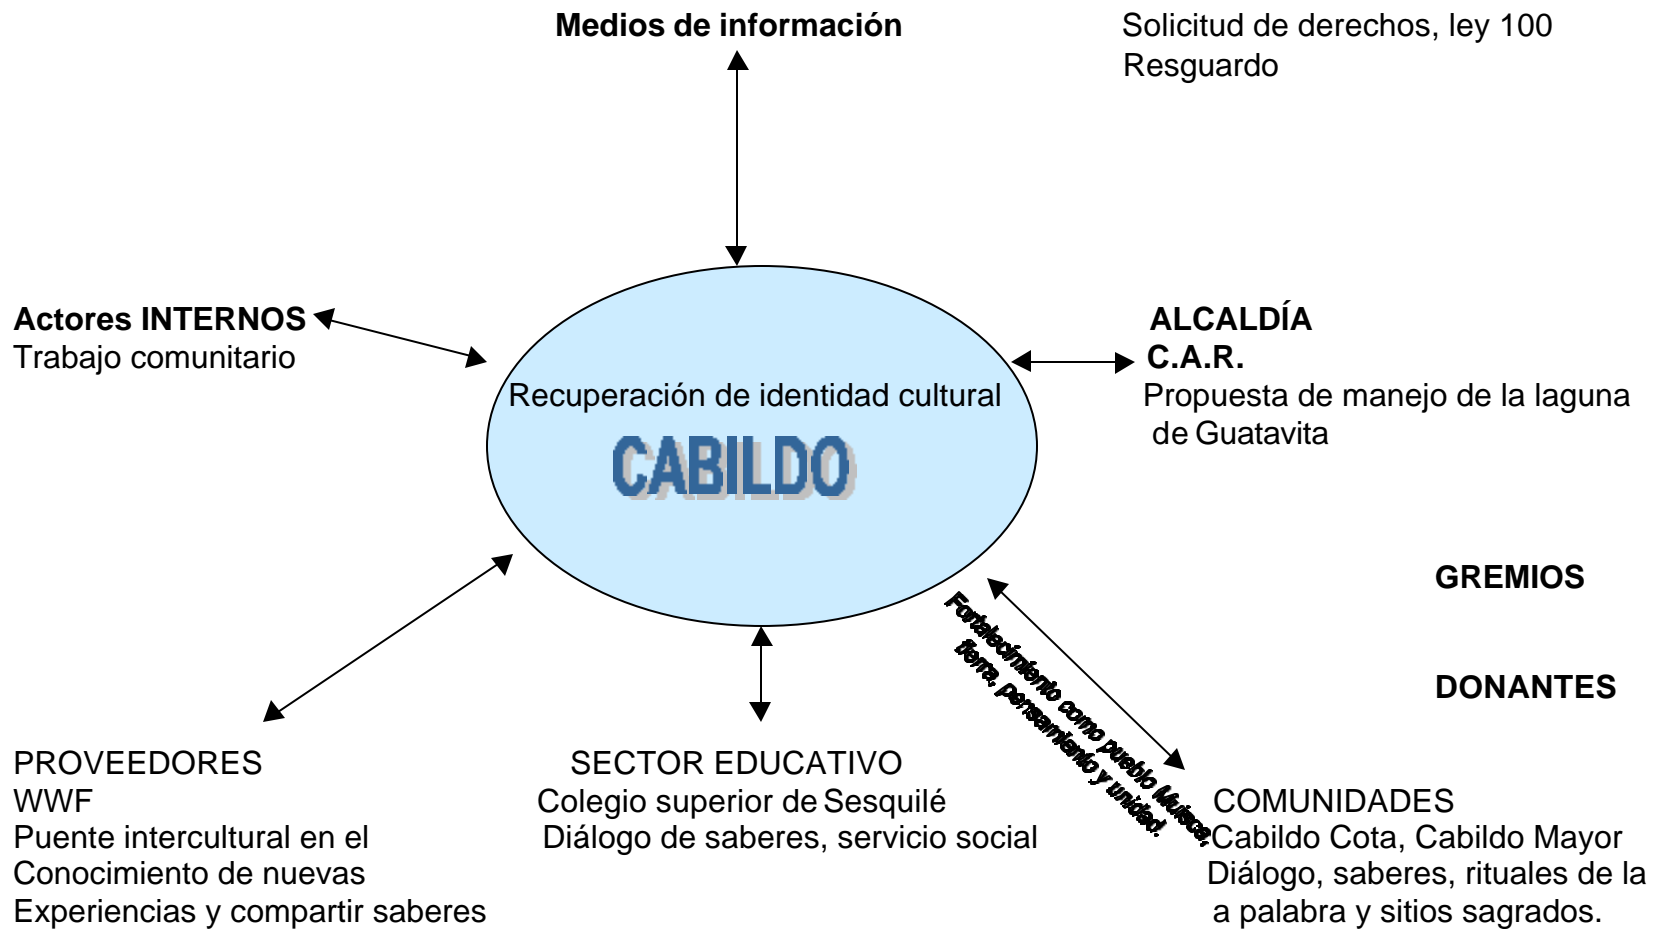 Medios de información
Solicitud de derechos, ley 100
Resguardo
Actores INTERNOS
Trabajo comunitario
ALCALDÍA
C.A.R.
Propuesta de manejo de la laguna
de Guatavita
Recuperación de identidad cultural
CABILDO
GREMIOS
DONANTES
Fortalecimiento como pueblo Muisca,
tierra, pensamiento y unidad.
PROVEEDORES
WWF
Puente intercultural en el
Conocimiento de nuevas
Experiencias y compartir saberes
SECTOR EDUCATIVO
Colegio superior de Sesquilé
Diálogo de saberes, servicio social
COMUNIDADES
Cabildo Cota, Cabildo Mayor
Diálogo, saberes, rituales de la
a palabra y sitios sagrados.